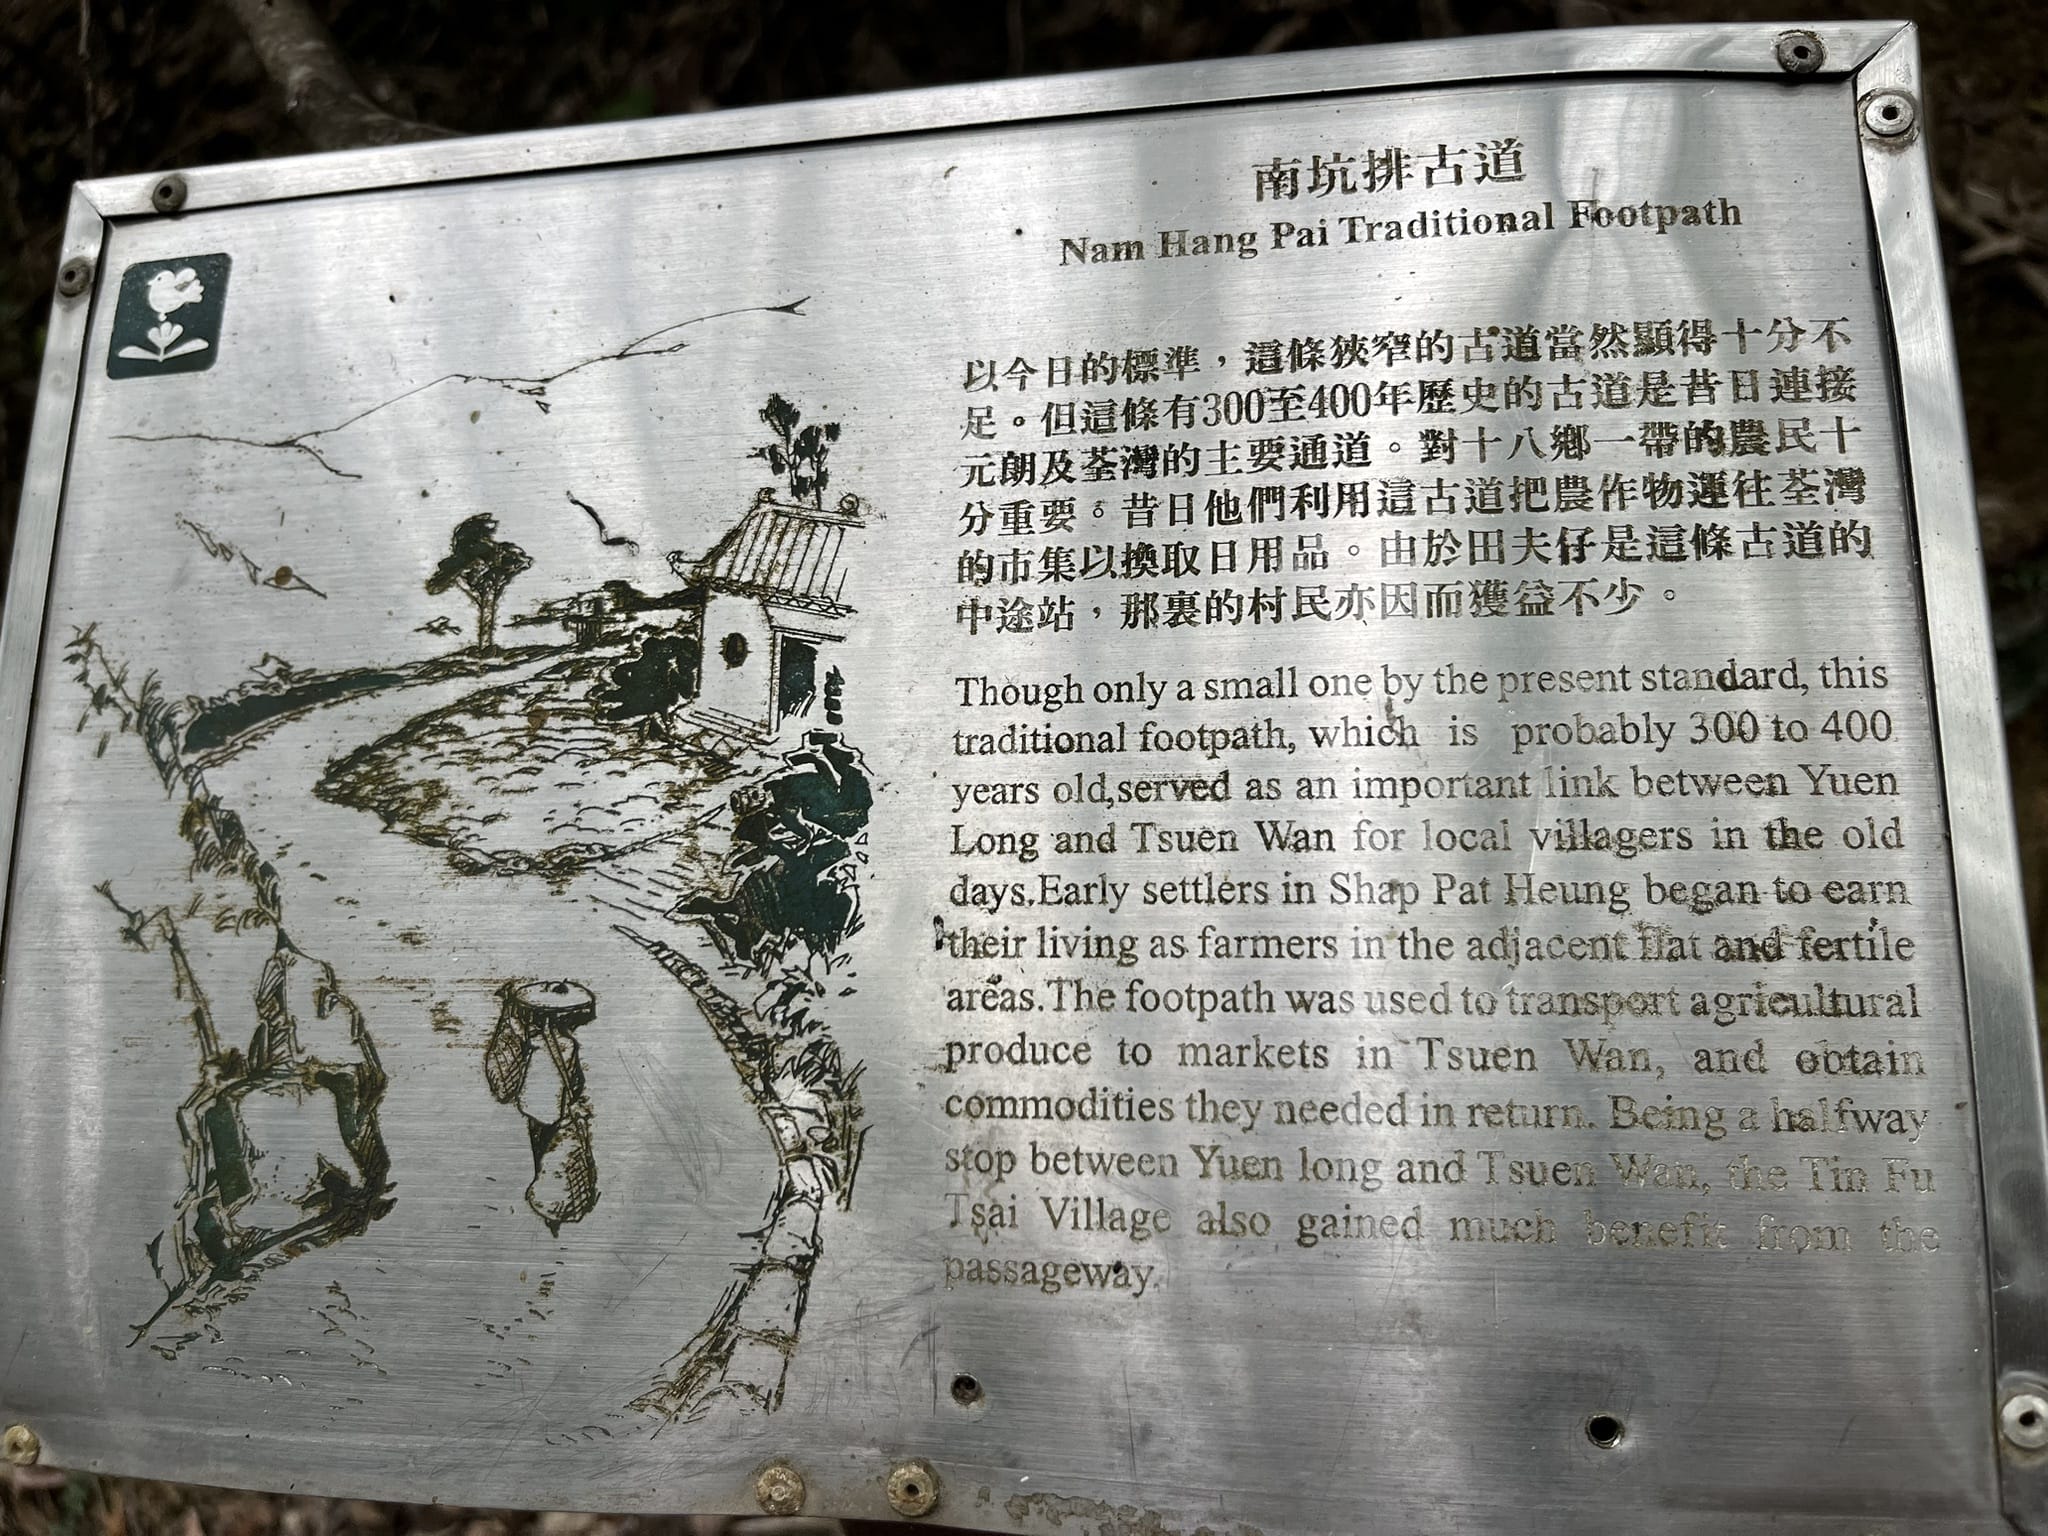 南坑排古道
Nam Hang Pai Traditional Footpath
以今日的標準，這條狹窄的古道當然顯得十分不
足。但這條有300至400年歷史的古道是昔日連接
元朗及荃灣的主要通道。對十八鄉一帶的農民十
分重要。昔日他們利用這古道把農作物運往荃灣
的市集以換取日用品。由於田夫仔是這條古道的
中途站，那裏的村民亦因而獲益不少。
Though only a small one by the present standard, this
traditional footpath, which is probably 300 to 400
years old,served as an important link between Yuen
Long and Tsuen Wan for local villagers in the old
days.Early settlers in Shap Pat Heung began to earn
their living as farmers in the adjacent flat and fertile
areas.The footpath was used to transport agricultural
produce to markets in Tsuen Wan, and obtain
commodities they needed in return. Being a halfway
stop between Yuen long and Tsuen Wan, the Tin Fu
Tsai Village also gained much benefit from the
passageway.